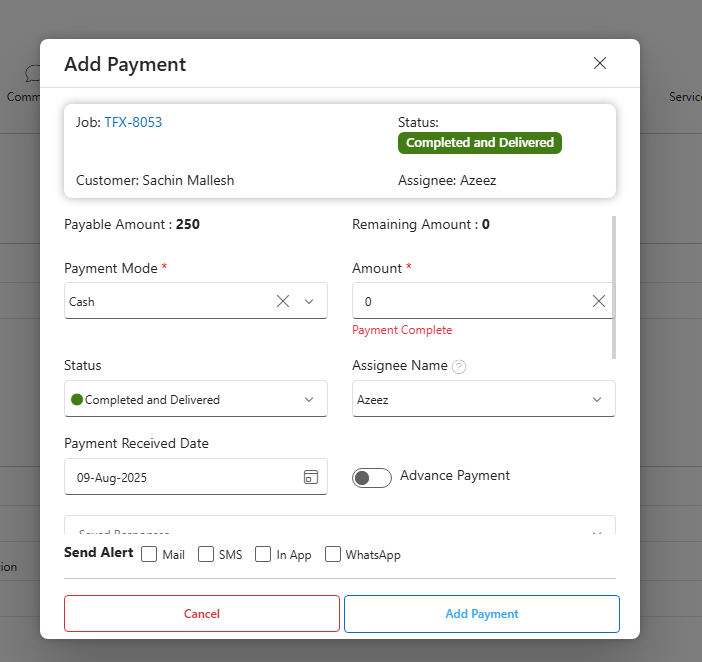 Add Payment
Comm
Servic
Job: TFX-8053
Status:
Completed and Delivered
Customer: Sachin Mallesh
Assignee: Azeez
Payable Amount : 250
Remaining Amount : 0
Payment Mode *
Amount *
Cash
0
Payment Complete
Status
Assignee Name ?
Completed and Delivered
Azeez
Payment Received Date
09-Aug-2025
Advance Payment
Saved Responses
Send Alert Mail SMS In App WhatsApp
ion
Cancel
Add Payment